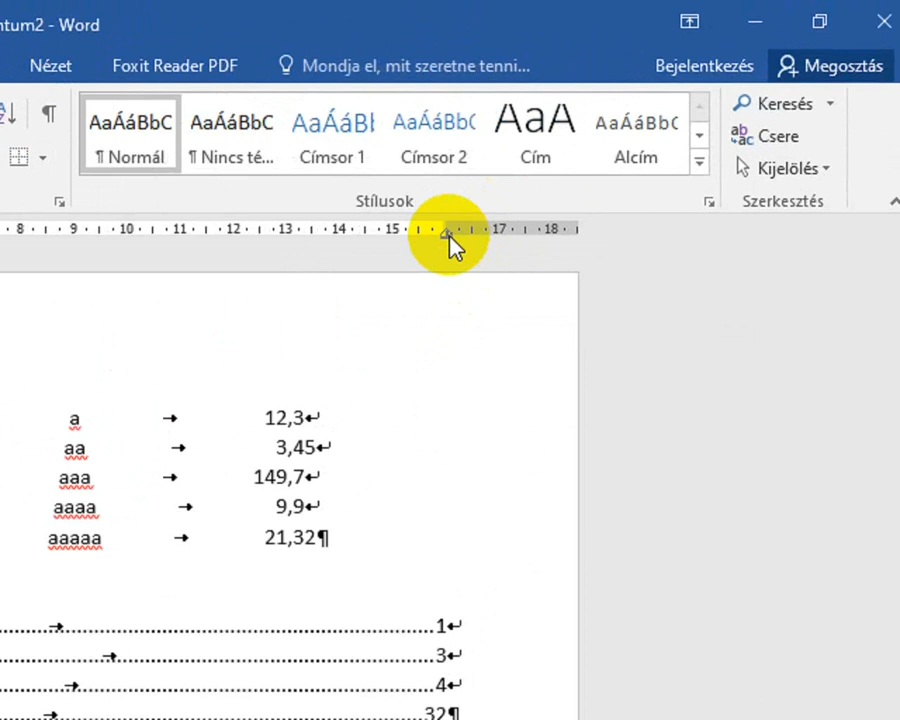 ntum2 - Word
Nézet Foxit Reader PDF Mondja el, mit szeretne tenni... Bejelentkezés Megosztás
AaÁáBbC AaÁáBbC AaÁáBb AaÁáBbC AaÁ AaÁáBbC
¶ Normál ¶ Nincs té... Címsor 1 Címsor 2 Cím Alcím
Keresés
Csere
Kijelölés
Stílusok Szerkesztés
8 9 10 11 12 13 14 15 17 18
a → 12,3↵
aa → 3,45↵
aaa → 149,7↵
aaaa → 9,9↵
aaaaa → 21,32¶
→ 1↵
→ 3↵
→ 4↵
→ 32¶